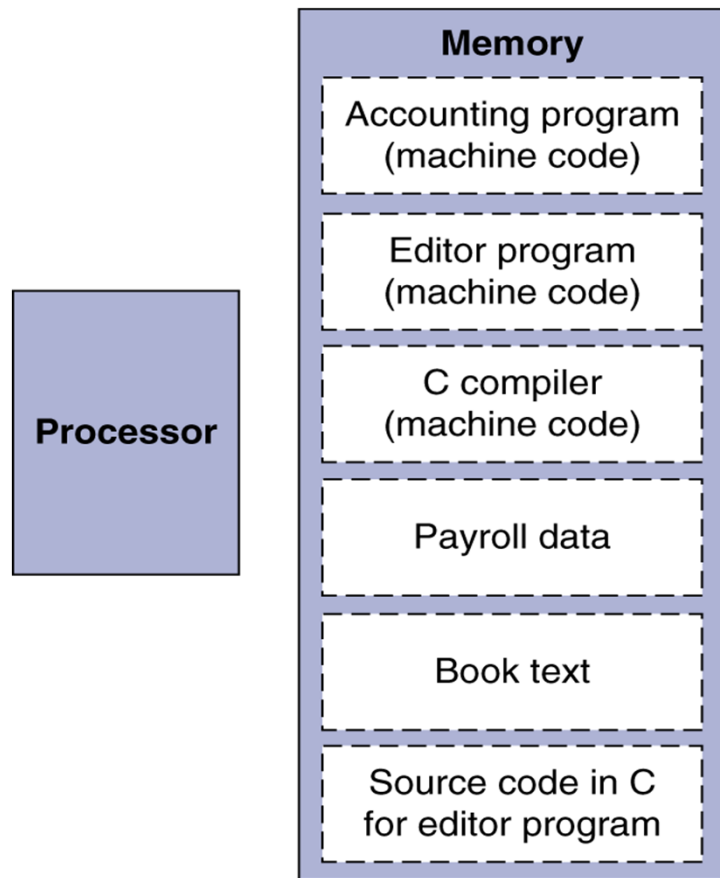 Memory
Accounting program
(machine code)
Editor program
(machine code)
C compiler
(machine code)
Processor
Payroll data
Book text
Source code in C
for editor program